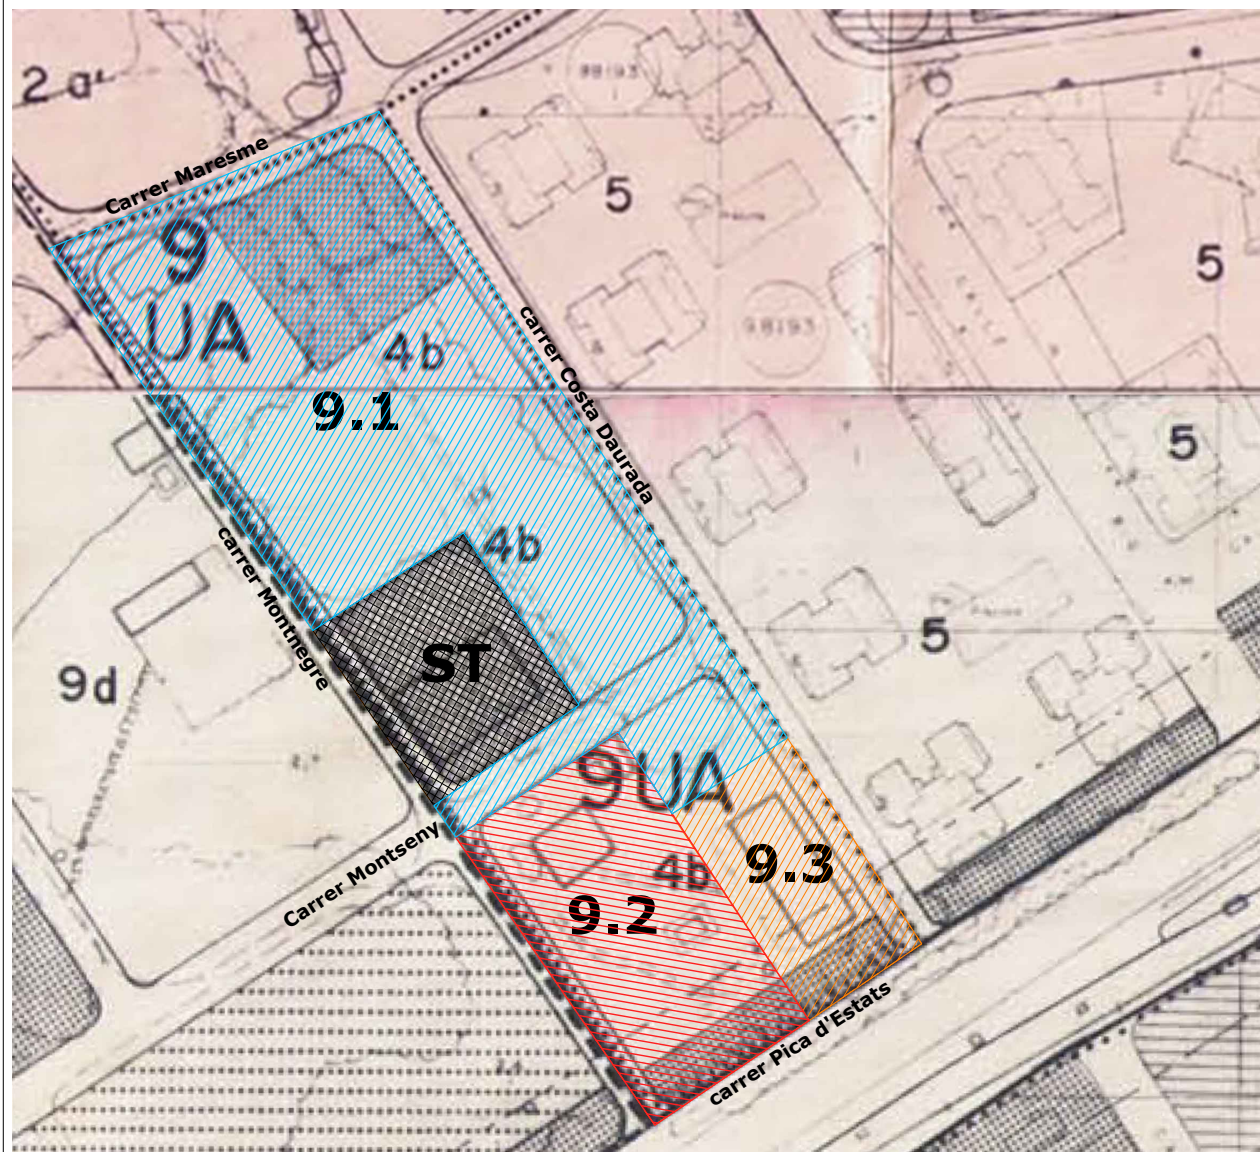 2 a
98193
Carrer Maresme
5
9
UA
5
carrer Costa Daurada
98193
4b
9.1
5
4b
carrer Montnegre
ST
5
9d
9UA
Carrer Montseny
4b
9.3
9.2
carrer Pica d'Estats